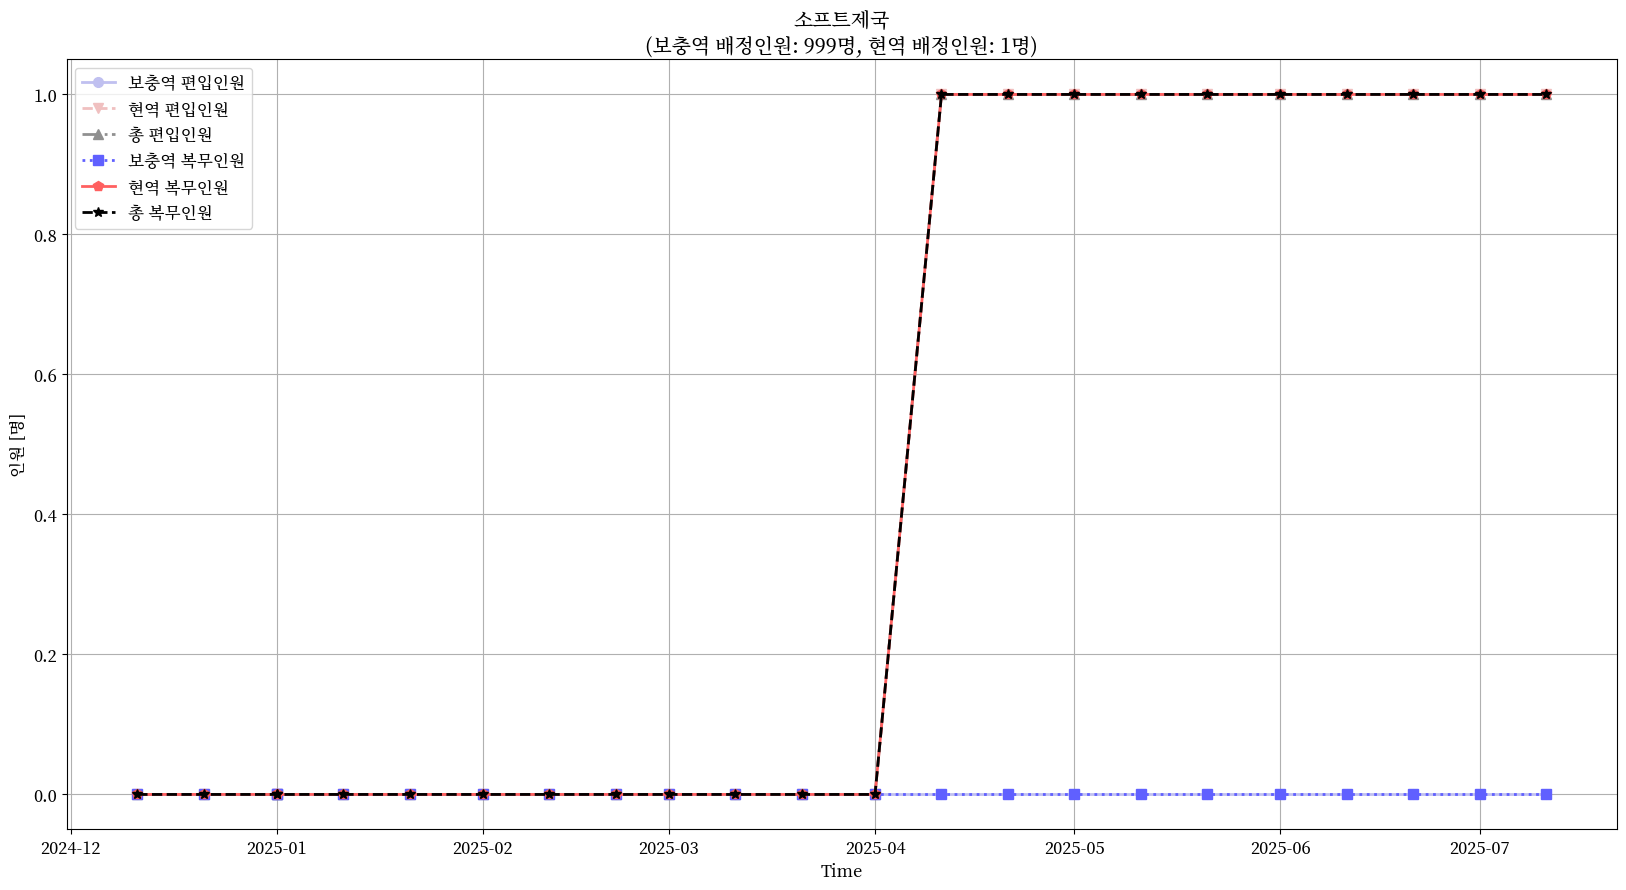 소프트제국
(보충역 배정인원: 999명, 현역 배정인원: 1명)
보충역 편입인원
현역 편입인원
총 편입인원
보충역 복무인원
현역 복무인원
총 복무인원
1.0
0.8
0.6
0.4
0.2
0.0
인원 [명]
2024-12
2025-01
2025-02
2025-03
2025-04
2025-05
2025-06
2025-07
Time